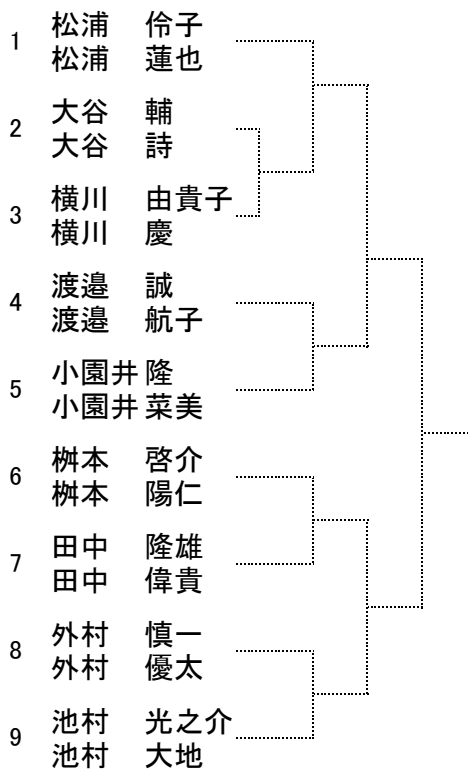 1 松浦 伶子
松浦 蓮也
2 大谷 輔
大谷 詩
3 横川 由貴子
横川 慶
4 渡邉 誠
渡邉 航子
5 小園井 隆
小園井 菜美
6 桝本 啓介
桝本 陽仁
7 田中 隆雄
田中 偉貴
8 外村 慎一
外村 優太
9 池村 光之介
池村 大地